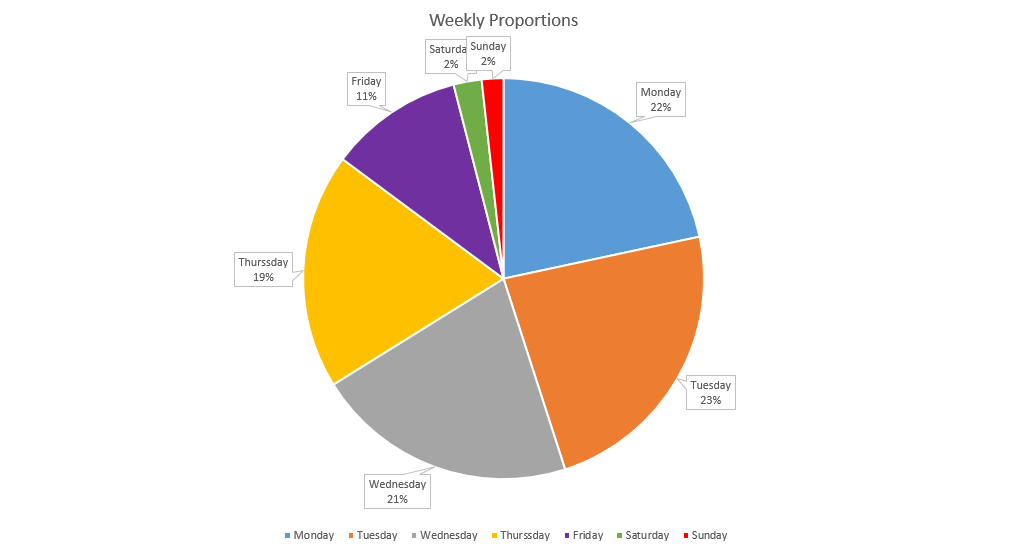 Weekly Proportions
Sunday
2%
Saturda
2%
Monday
22%
Friday
11%
Thurssday
19%
Tuesday
23%
Wednesday
21%
Monday Tuesday Wednesday Thurssday Friday Saturday Sunday